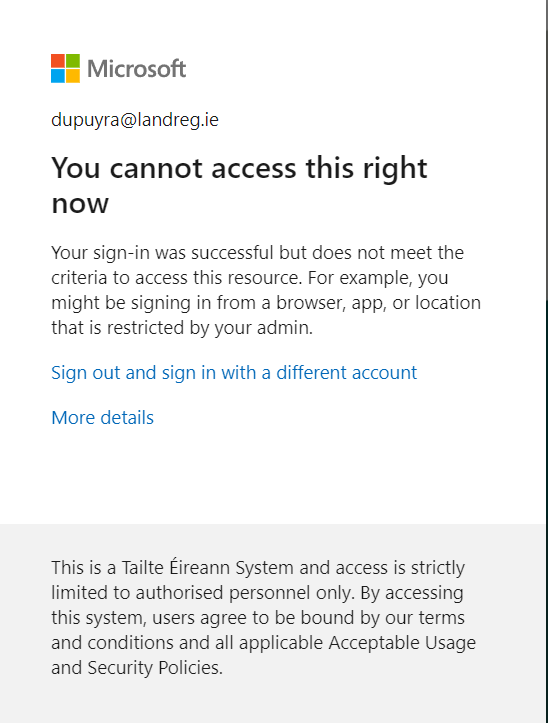 Microsoft
dupuyra@landreg.ie
You cannot access this right
now
Your sign-in was successful but does not meet the
criteria to access this resource. For example, you
might be signing in from a browser, app, or location
that is restricted by your admin.
Sign out and sign in with a different account
More details
This is a Tailte Éireann System and access is strictly
limited to authorised personnel only. By accessing
this system, users agree to be bound by our terms
and conditions and all applicable Acceptable Usage
and Security Policies.